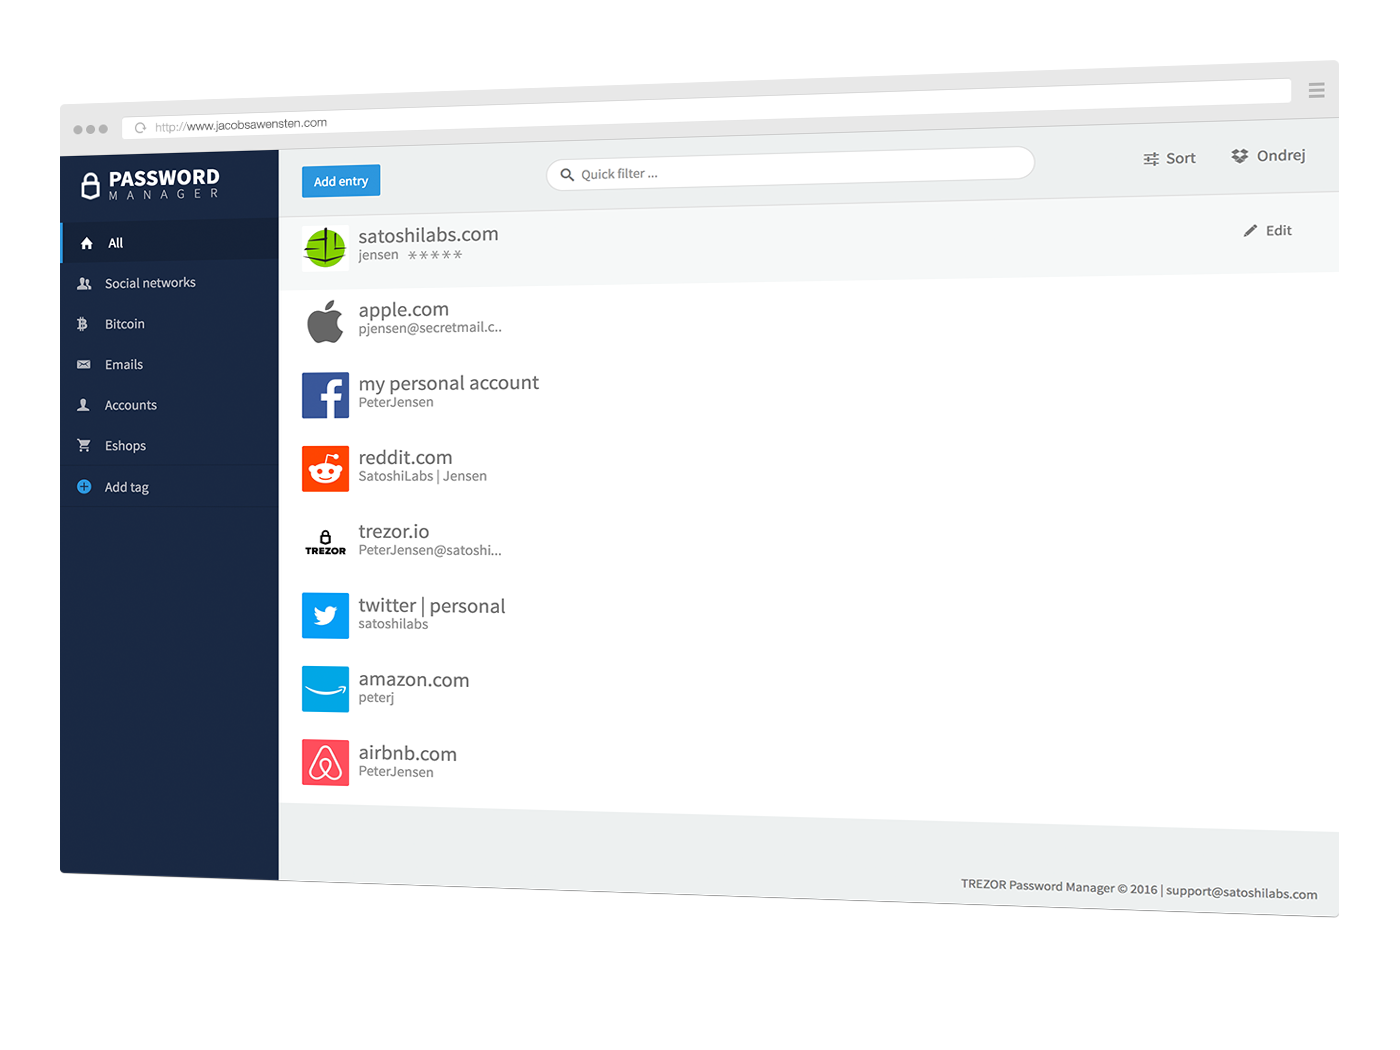 http://www.jacobsawensten.com
PASSWORD
MANAGER
Add entry
Quick filter ...
Sort
Ondrej
All
Social networks
Bitcoin
Emails
Accounts
Eshops
Add tag
satoshilabs.com
jensen *****
Edit
apple.com
pjensen@secretmail.c..
my personal account
PeterJensen
reddit.com
SatoshiLabs | Jensen
TREZOR
trezor.io
PeterJensen@satoshi...
twitter | personal
satoshilabs
amazon.com
peterj
airbnb.com
PeterJensen
TREZOR Password Manager © 2016 | support@satoshilabs.com